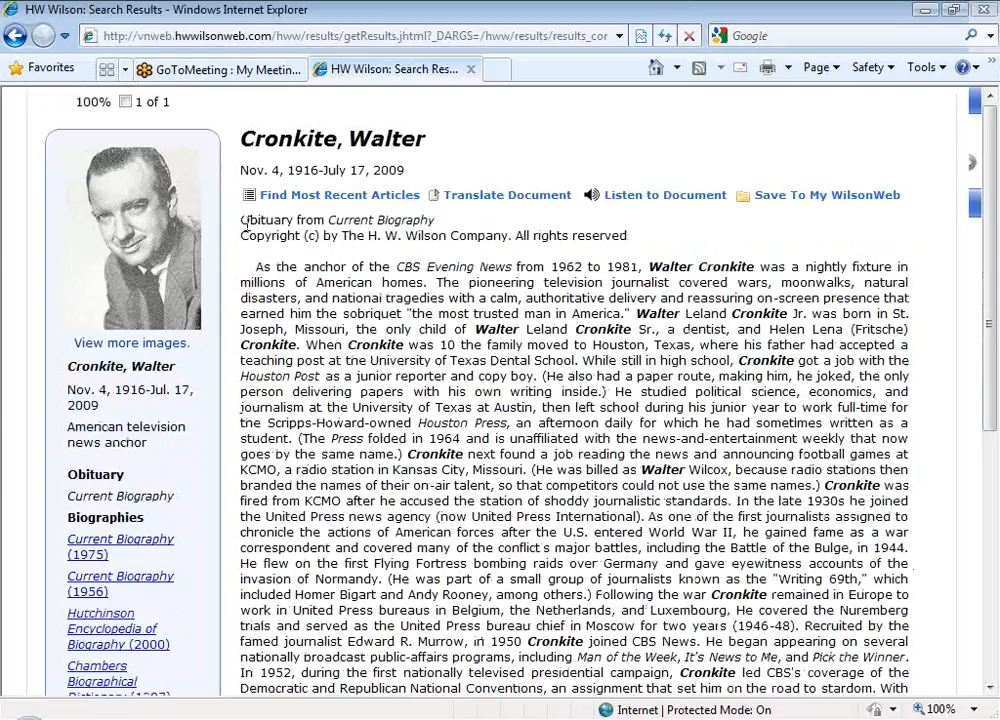 HW Wilson: Search Results - Windows Internet Explorer
http://vnweb.hwwilsonweb.com/hww/results/getResults.jhtml?_DARGS=/hww/results/results_cor
Google
Favorites
GoToMeeting : My Meetin...
HW Wilson: Search Res...
Page
Safety
Tools
100% 1 of 1
Cronkite, Walter
Nov. 4, 1916-July 17, 2009
Find Most Recent Articles Translate Document Listen to Document Save To My WilsonWeb
Obituary from Current Biography
Copyright (c) by The H. W. Wilson Company. All rights reserved
As the anchor of the CBS Evening News from 1962 to 1981, Walter Cronkite was a nightly fixture in
millions of American homes. The pioneering television journalist covered wars, moonwalks, natural
disasters, and national tragedies with a calm, authoritative delivery and reassuring on-screen presence that
earned him the sobriquet "the most trusted man in America." Walter Leland Cronkite Jr. was born in St.
Joseph, Missouri, the only child of Walter Leland Cronkite Sr., a dentist, and Helen Lena (Fritsche)
Cronkite. When Cronkite was 10 the family moved to Houston, Texas, where his father had accepted a
teaching post at the University of Texas Dental School. While still in high school, Cronkite got a job with the
Houston Post as a junior reporter and copy boy. (He also had a paper route, making him, he joked, the only
person delivering papers with his own writing inside.) He studied political science, economics, and
journalism at the University of Texas at Austin, then left school during his junior year to work full-time for
the Scripps-Howard-owned Houston Press, an afternoon daily for which he had sometimes written as a
student. (The Press folded in 1964 and is unaffiliated with the news-and-entertainment weekly that now
goes by the same name.) Cronkite next found a job reading the news and announcing football games at
KCMO, a radio station in Kansas City, Missouri. (He was billed as Walter Wilcox, because radio stations then
branded the names of their on-air talent, so that competitors could not use the same names.) Cronkite was
fired from KCMO after he accused the station of shoddy journalistic standards. In the late 1930s he joined
the United Press news agency (now United Press International). As one of the first journalists assigned to
chronicle the actions of American forces after the U.S. entered World War II, he gained fame as a war
correspondent and covered many of the conflict's major battles, including the Battle of the Bulge, in 1944.
He flew on the first Flying Fortress bombing raids over Germany and gave eyewitness accounts of the
invasion of Normandy. (He was part of a small group of journalists known as the "Writing 69th," which
included Homer Bigart and Andy Rooney, among others.) Following the war Cronkite remained in Europe to
work in United Press bureaus in Belgium, the Netherlands, and Luxembourg. He covered the Nuremberg
trials and served as the United Press bureau chief in Moscow for two years (1946-48). Recruited by the
famed journalist Edward R. Murrow, in 1950 Cronkite joined CBS News. He began appearing on several
nationally broadcast public-affairs programs, including Man of the Week, It's News to Me, and Pick the Winner.
In 1952, during the first nationally televised presidential campaign, Cronkite led CBS's coverage of the
Democratic and Republican National Conventions, an assignment that set him on the road to stardom. With
View more images.
Cronkite, Walter
Nov. 4, 1916-Jul. 17,
2009
American television
news anchor
Obituary
Current Biography
Biographies
Current Biography
(1975)
Current Biography
(1956)
Hutchinson
Encyclopedia of
Biography (2000)
Chambers
Biographical
Dictionary (1997)
Internet | Protected Mode: On
100%